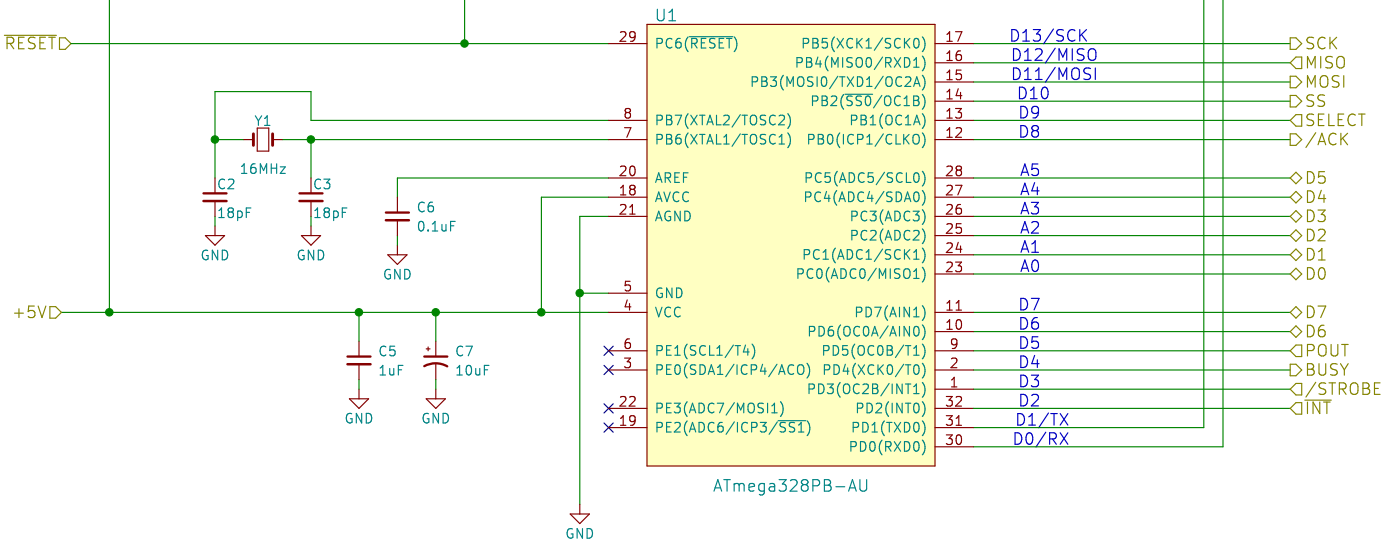 U1
RESET
29 PC6(RESET)
PB5(XCK1/SCK0) 17 D13/SCK SCK
PB4(MISO0/RXD1) 16 D12/MISO MISO
PB3(MOSI0/TXD1/OC2A) 15 D11/MOSI MOSI
PB2(SS0/OC1B) 14 D10 SS
Y1
8 PB7(XTAL2/TOSC2)
PB1(OC1A) 13 D9 SELECT
7 PB6(XTAL1/TOSC1)
PB0(ICP1/CLK0) 12 D8 /ACK
16MHz
C2
18pF
GND
C3
18pF
GND
20 AREF
PC5(ADC5/SCL0) 28 A5 D5
18 AVCC
PC4(ADC4/SDA0) 27 A4 D4
21 AGND
PC3(ADC3) 26 A3 D3
C6
0.1uF
GND
PC2(ADC2) 25 A2 D2
PC1(ADC1/SCK1) 24 A1 D1
PC0(ADC0/MISO1) 23 A0 D0
5 GND
+5V
4 VCC
PD7(AIN1) 11 D7 D7
PD6(OC0A/AIN0) 10 D6 D6
C5
1uF
GND
+
C7
10uF
GND
6 PE1(SCL1/T4)
PD5(OC0B/T1) 9 D5 POUT
3 PE0(SDA1/ICP4/ACO)
PD4(XCK0/T0) 2 D4 BUSY
PD3(OC2B/INT1) 1 D3 /STROBE
22 PE3(ADC7/MOSI1)
PD2(INT0) 32 D2 INT
19 PE2(ADC6/ICP3/SS1)
PD1(TXD0) 31 D1/TX
PD0(RXD0) 30 D0/RX
ATmega328PB-AU
GND